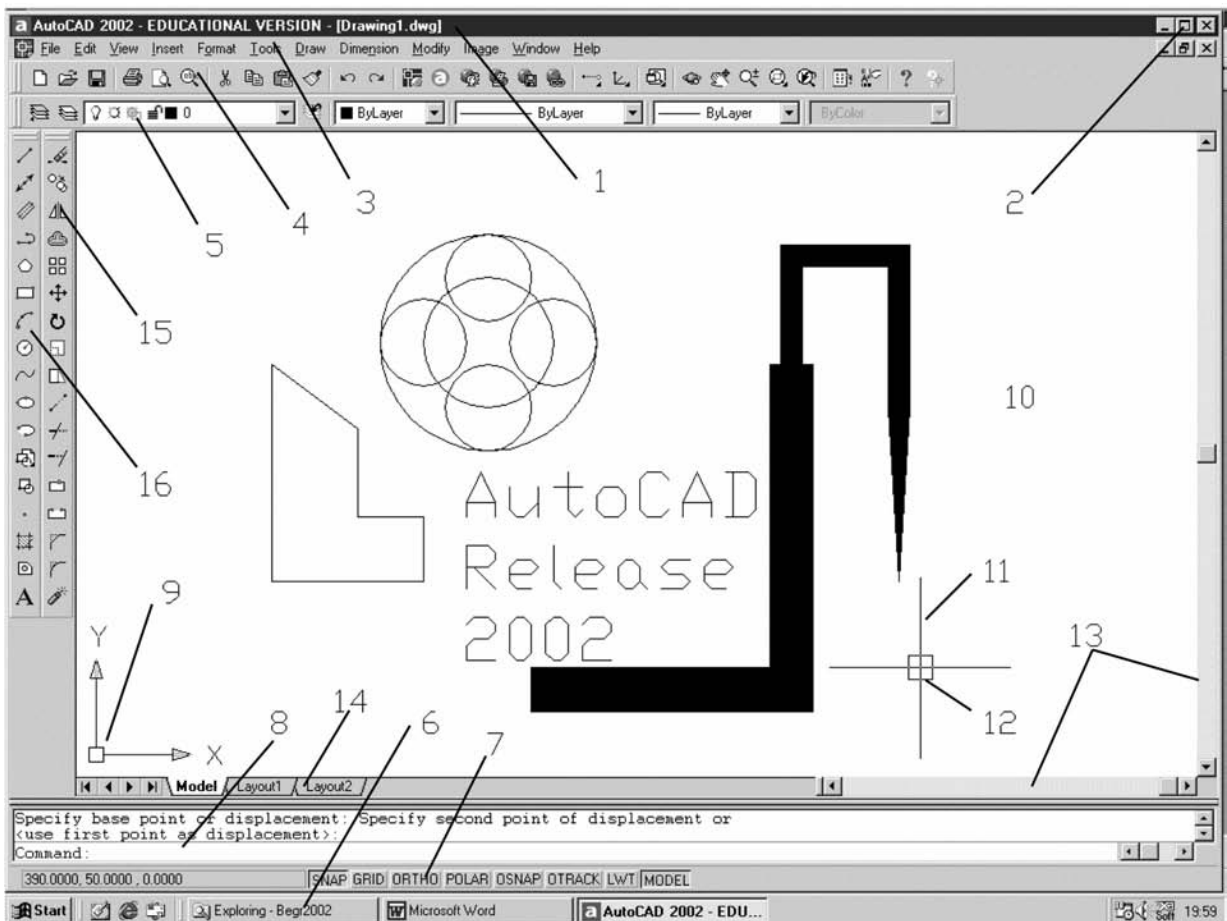 AutoCAD 2002 - EDUCATIONAL VERSION - [Drawing1.dwg]
File Edit View Insert Format Tools Draw Dimension Modify Image Window Help
0 ByLayer ByLayer ByLayer ByColor
1 2 3 4 5
15
10
16
AutoCAD
Release
2002
11
9
13
Y
12
14 6
8 7
X
Model Layout1 Layout2
Specify base point or displacement: Specify second point of displacement or
<use first point as displacement>:
Command:
390.0000, 50.0000 , 0.0000 SNAP GRID ORTHO POLAR OSNAP OTRACK LWT MODEL
Start Exploring - Begr2002 Microsoft Word AutoCAD 2002 - EDU... 19:59